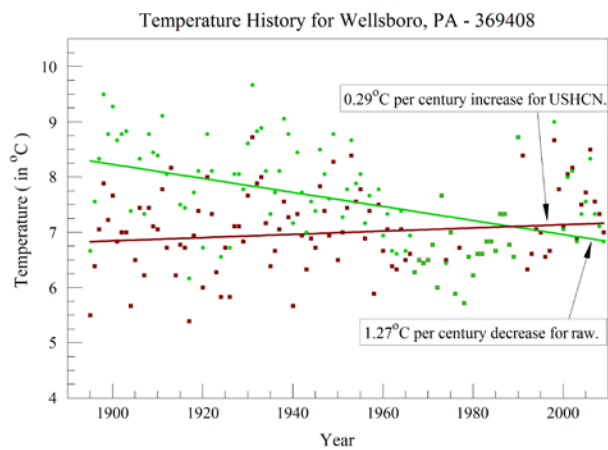 Temperature History for Wellsboro, PA - 369408
10
9
8
7
6
5
4
Temperature ( in °C )
0.29°C per century increase for USHCN.
1.27°C per century decrease for raw.
1900
1920
1940
1960
1980
2000
Year